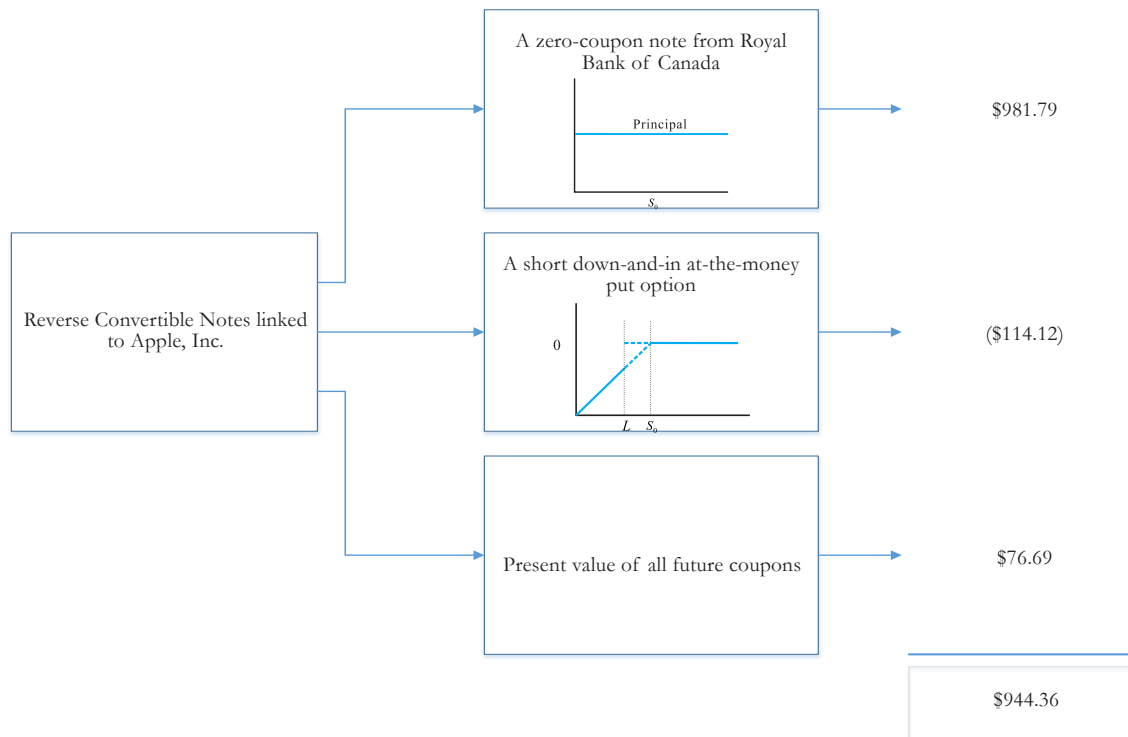 A zero-coupon note from Royal
Bank of Canada
Principal
S₀
$981.79
Reverse Convertible Notes linked
to Apple, Inc.
A short down-and-in at-the-money
put option
0
L S₀
($114.12)
Present value of all future coupons
$76.69
$944.36